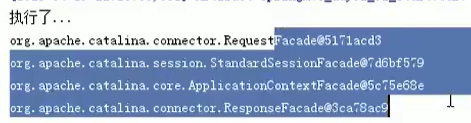 执行了...
org.apache.catalina.connector.RequestFacade@5171acd3
org.apache.catalina.session.StandardSessionFacade@7d6bf579
org.apache.catalina.core.ApplicationContextFacade@5c75e68e
org.apache.catalina.connector.ResponseFacade@3ca78ac9